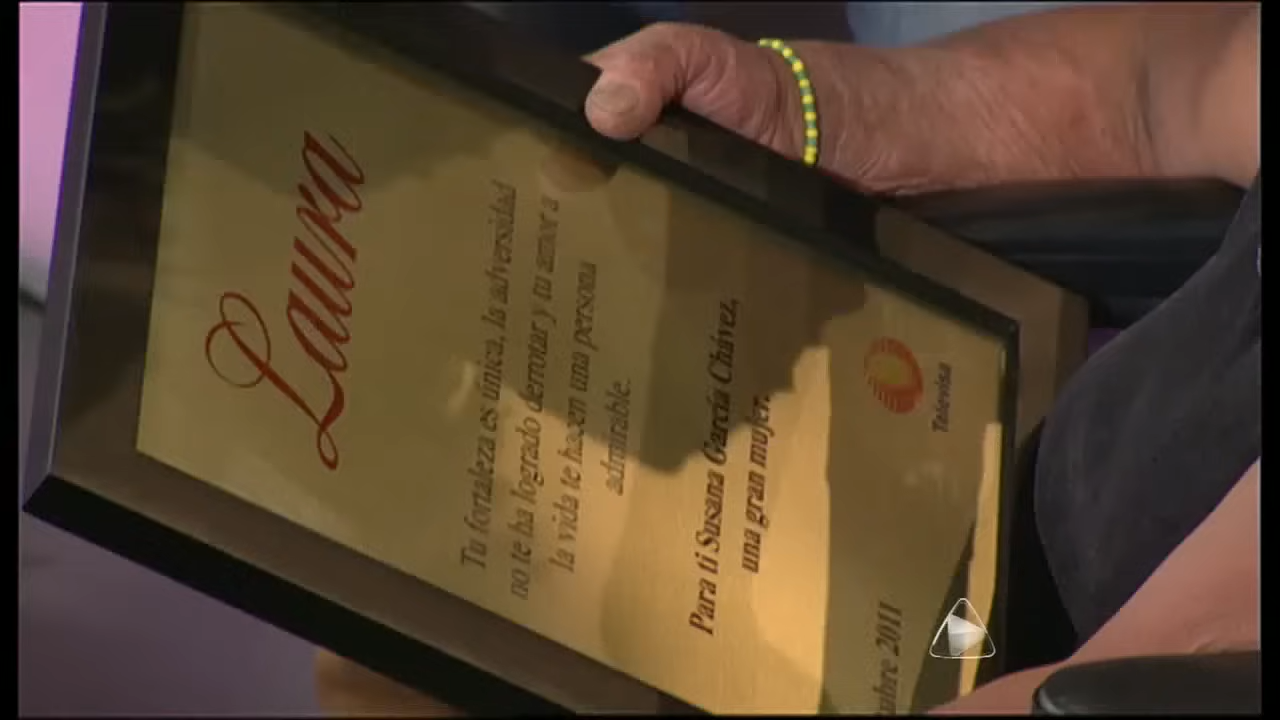 Laura
Tu fortaleza es única, la adversidad
no te ha logrado derrotar y tu amor a
la vida te hacen una persona
admirable.
Para ti Susana García Chávez,
una gran mujer.
Televisa
2011